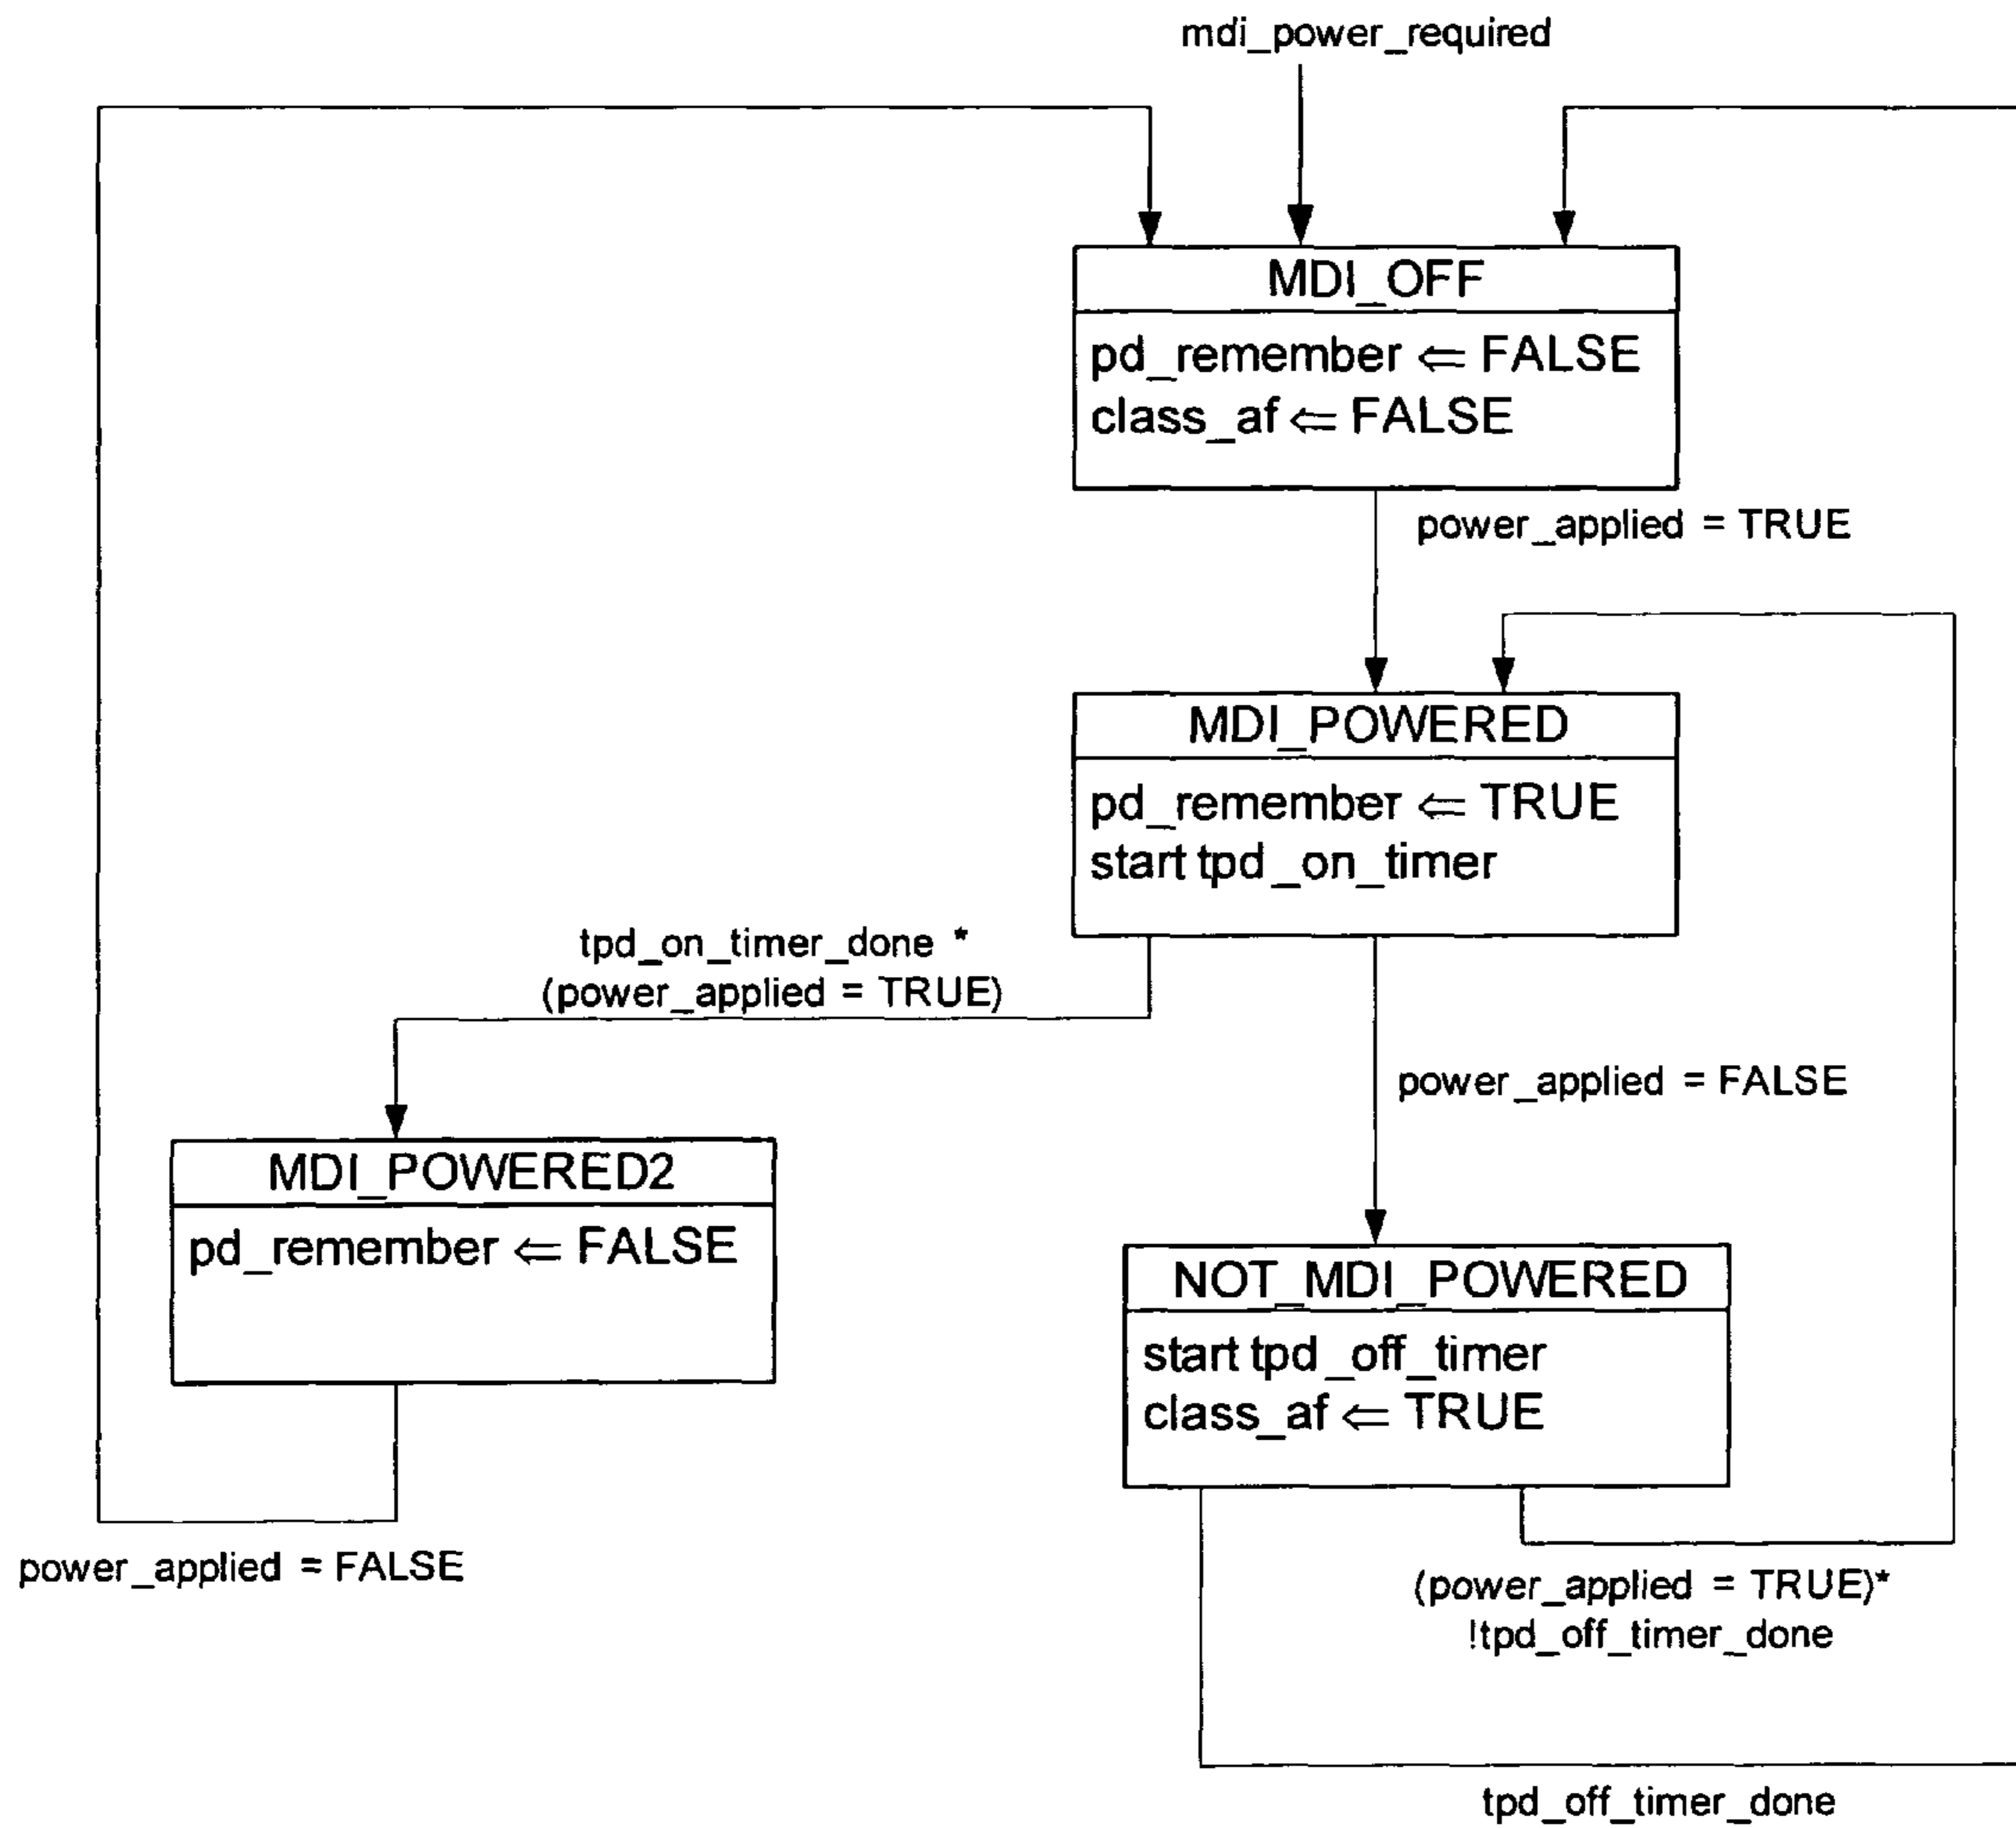 mdi_power_required
MDI_OFF
pd_remember ⇐ FALSE
class_af ⇐ FALSE
power_applied = TRUE
MDI_POWERED
pd_remember ⇐ TRUE
start tpd_on_timer
tpd_on_timer_done *
(power_applied = TRUE)
power_applied = FALSE
MDI_POWERED2
pd_remember ⇐ FALSE
NOT_MDI_POWERED
start tpd_off_timer
class_af ⇐ TRUE
power_applied = FALSE
(power_applied = TRUE)*
!tpd_off_timer_done
tpd_off_timer_done